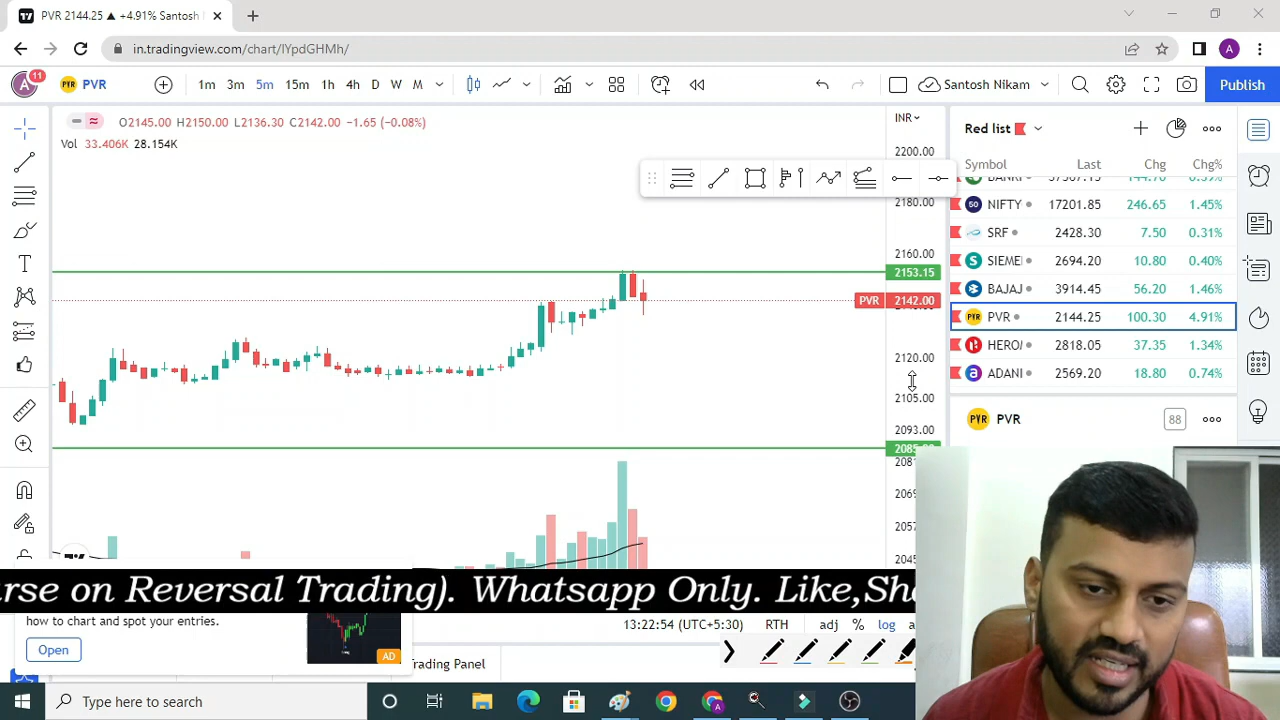 PVR 2144.25 ▲ +4.91% Santosh
in.tradingview.com/chart/IYpdGHMh/
A
A
11
PVR
1m 3m 5m 15m 1h 4h D W M
Santosh Nikam
Publish
O2145.00 H2150.00 L2136.30 C2142.00 −1.65 (−0.08%)
Vol 33.406K 28.154K
INR
2200.00
2180.00
2160.00
2153.15
PVR 2142.00
2120.00
2105.00
2093.00
Red list
Symbol Last Chg Chg%
NIFTY 17201.85 246.65 1.45%
SRF 2428.30 7.50 0.31%
SIEME 2694.20 10.80 0.40%
BAJAJ 3914.45 56.20 1.46%
PVR 2144.25 100.30 4.91%
HERO 2818.05 37.35 1.34%
ADANI 2569.20 18.80 0.74%
PVR 88
urse on Reversal Trading). Whatsapp Only. Like,Sha
how to chart and spot your entries.
Open
AD
13:22:54 (UTC+5:30) RTH adj % log
Trading Panel
Type here to search